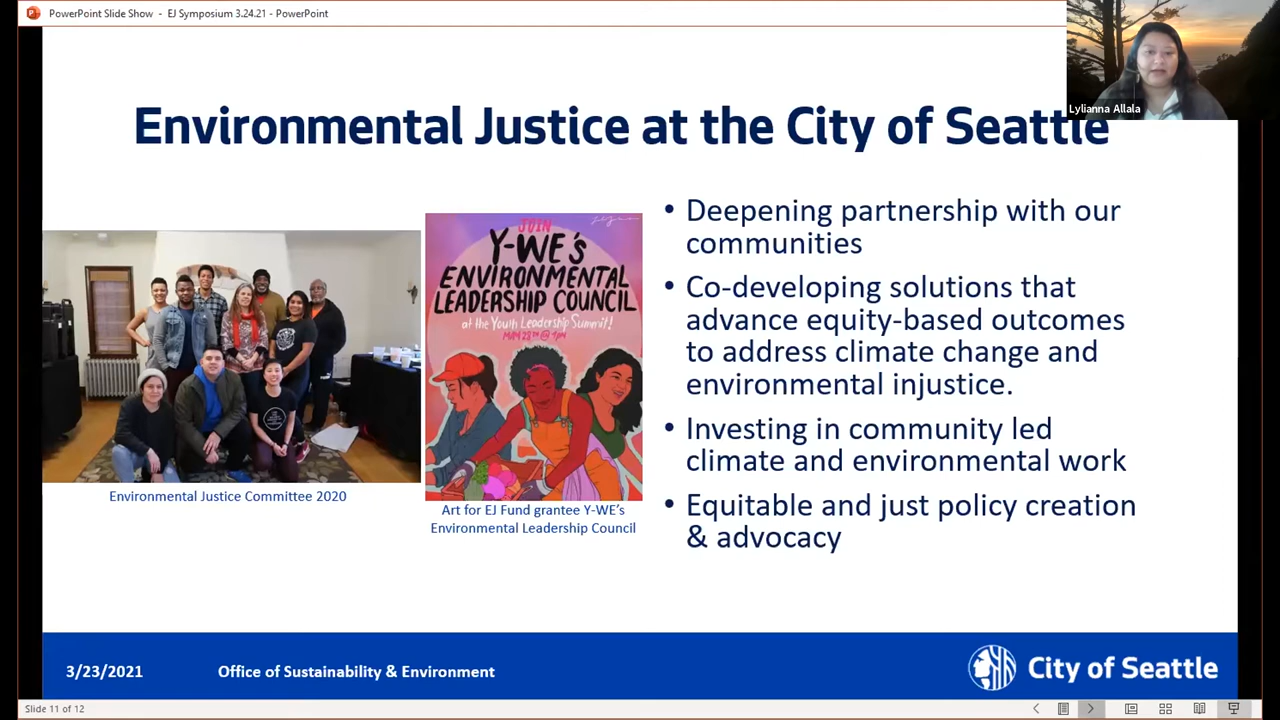 PowerPoint Slide Show - EJ Symposium 3.24.21 - PowerPoint
Lylianna Allala
Environmental Justice at the City of Seattle
JOIN
Y-WE'S
ENVIRONMENTAL
LEADERSHIP COUNCIL
at the Youth Leadership Summit!
• Deepening partnership with our
communities
• Co-developing solutions that
advance equity-based outcomes
to address climate change and
environmental injustice.
• Investing in community led
climate and environmental work
• Equitable and just policy creation
& advocacy
Environmental Justice Committee 2020
Art for EJ Fund grantee Y-WE's
Environmental Leadership Council
3/23/2021
Office of Sustainability & Environment
City of Seattle
Slide 11 of 12